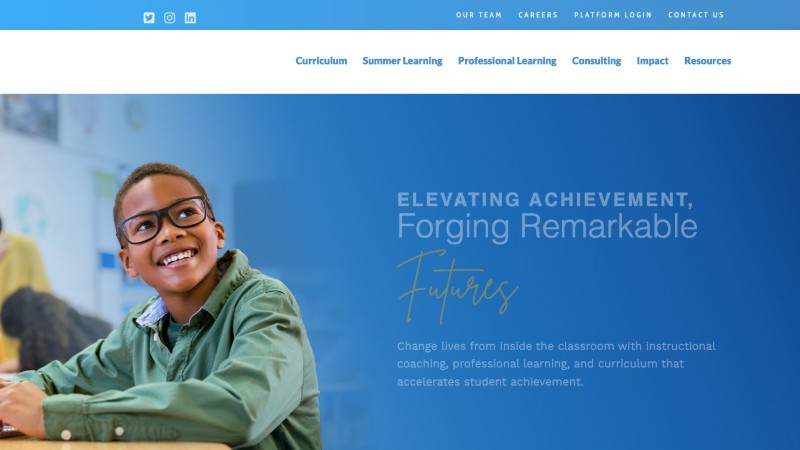 OUR TEAM CAREERS PLATFORM LOGIN CONTACT US
Curriculum Summer Learning Professional Learning Consulting Impact Resources
ELEVATING ACHIEVEMENT,
Forging Remarkable
Futures
Change lives from inside the classroom with instructional
coaching, professional learning, and curriculum that
accelerates student achievement.